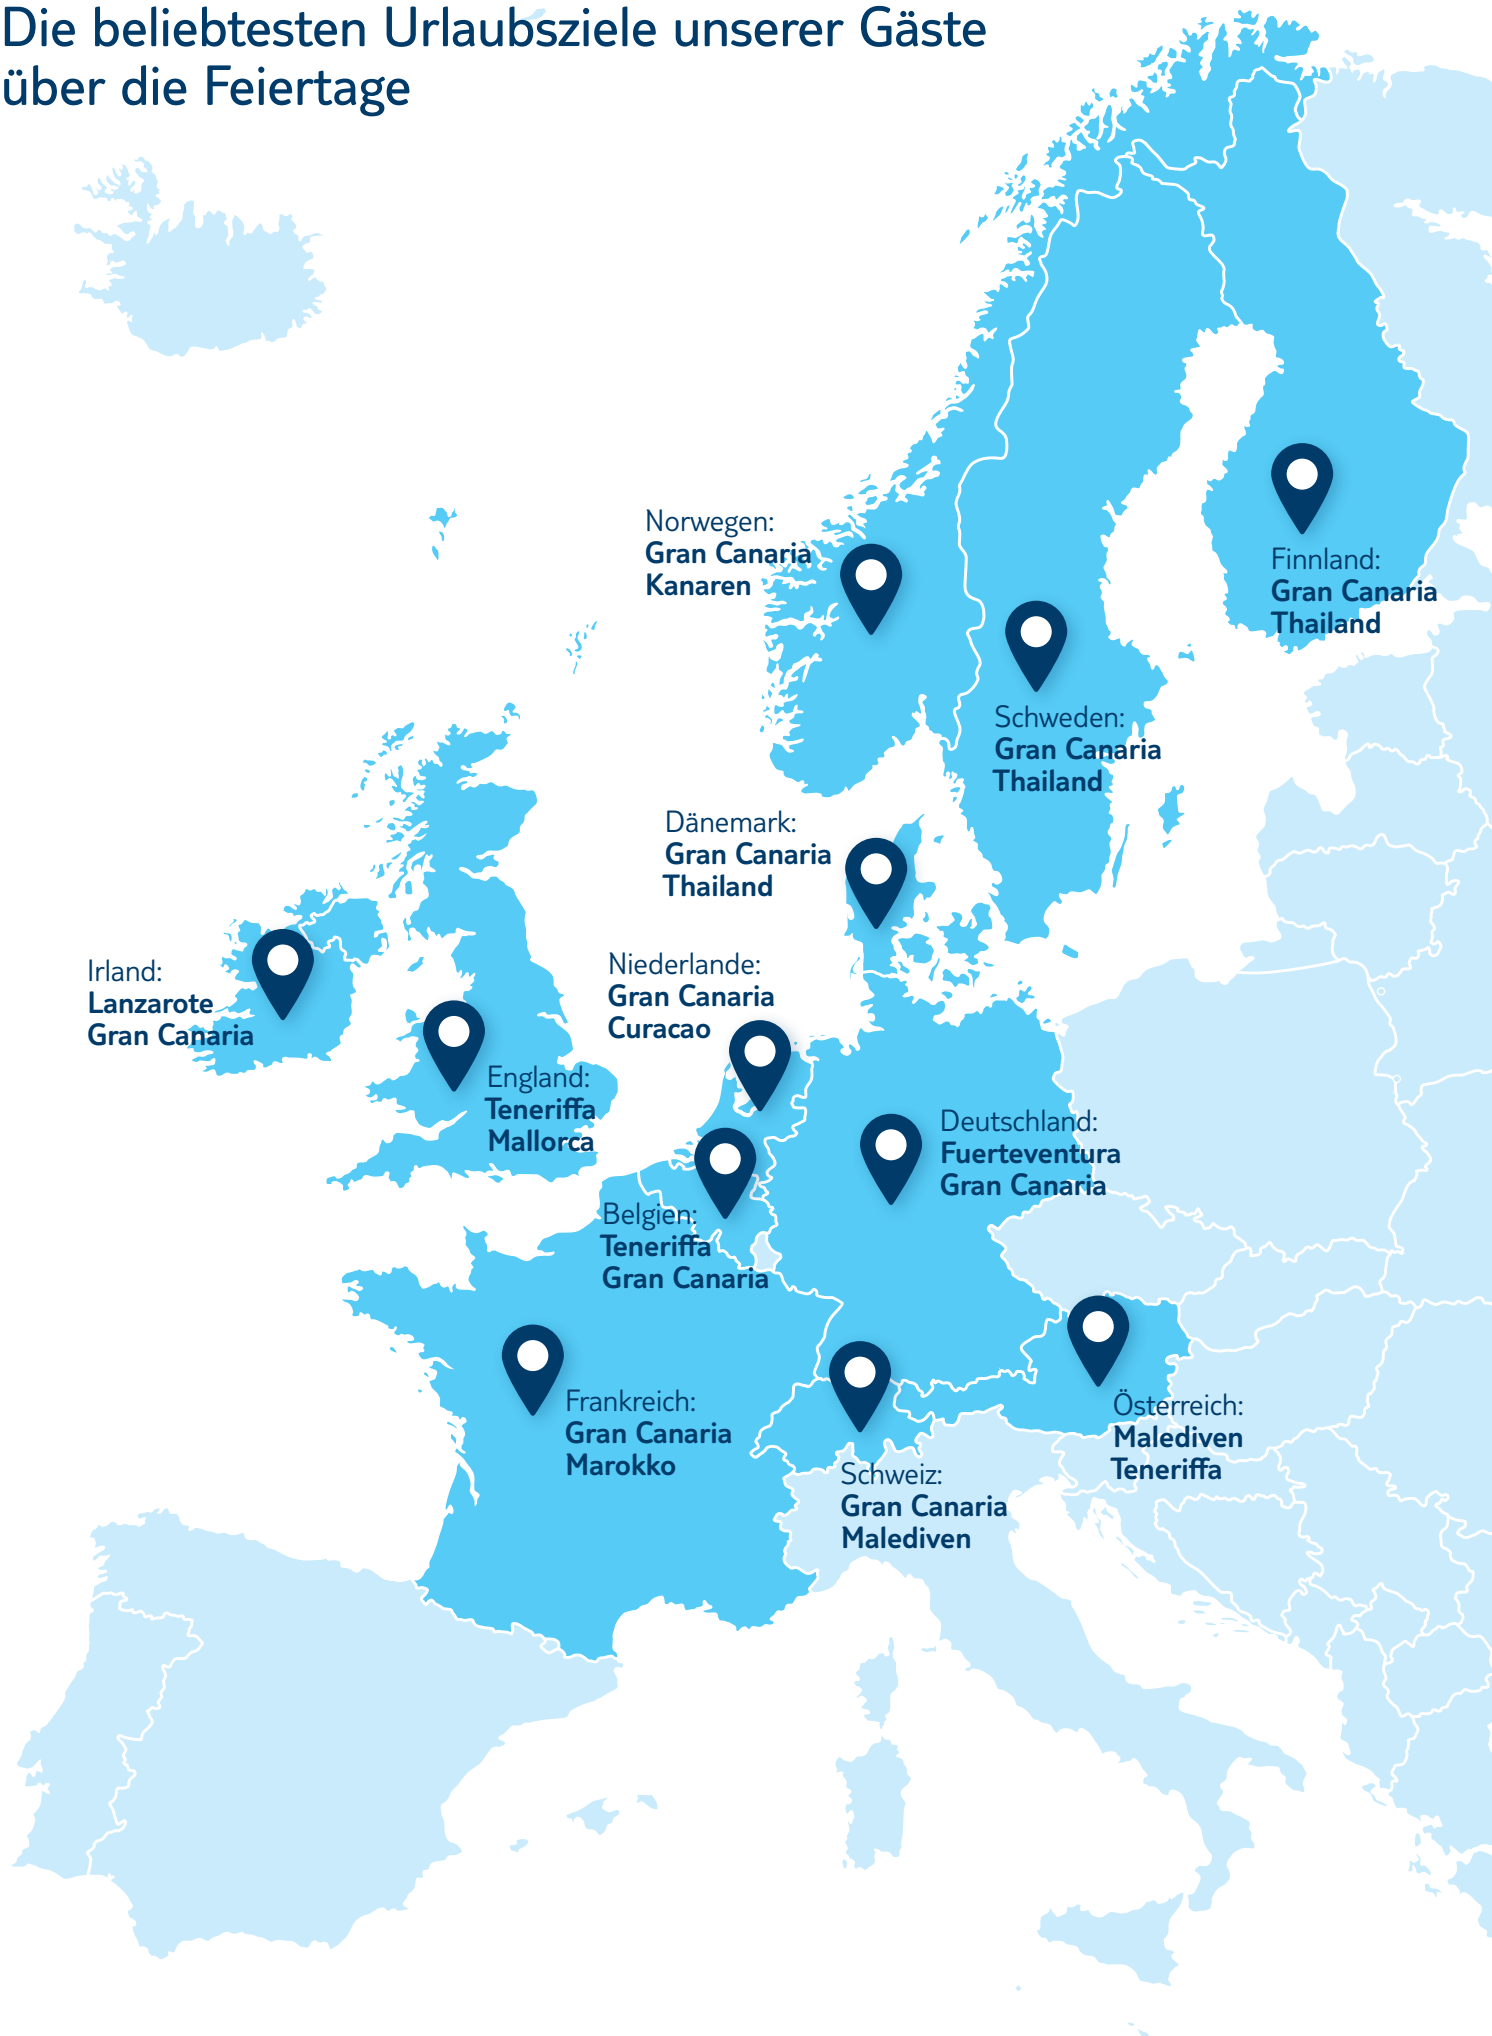 Die beliebtesten Urlaubsziele unserer Gäste
über die Feiertage
Norwegen:
Gran Canaria
Kanaren
Finnland:
Gran Canaria
Thailand
Schweden:
Gran Canaria
Thailand
Dänemark:
Gran Canaria
Thailand
Irland:
Lanzarote
Gran Canaria
Niederlande:
Gran Canaria
Curacao
England:
Teneriffa
Mallorca
Deutschland:
Fuerteventura
Gran Canaria
Belgien:
Teneriffa
Gran Canaria
Frankreich:
Gran Canaria
Marokko
Österreich:
Malediven
Teneriffa
Schweiz:
Gran Canaria
Malediven